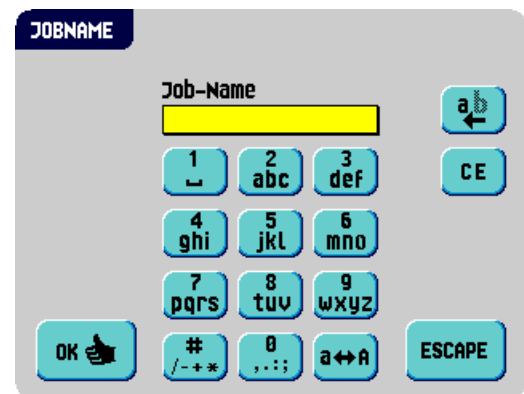 JOBNAME
Job-Name
ab
1
2 abc
3 def
CE
4 ghi
5 jkl
6 mno
7 pqrs
8 tuv
9 wxyz
OK
#
/-+*
0
,.:;
a↔A
ESCAPE